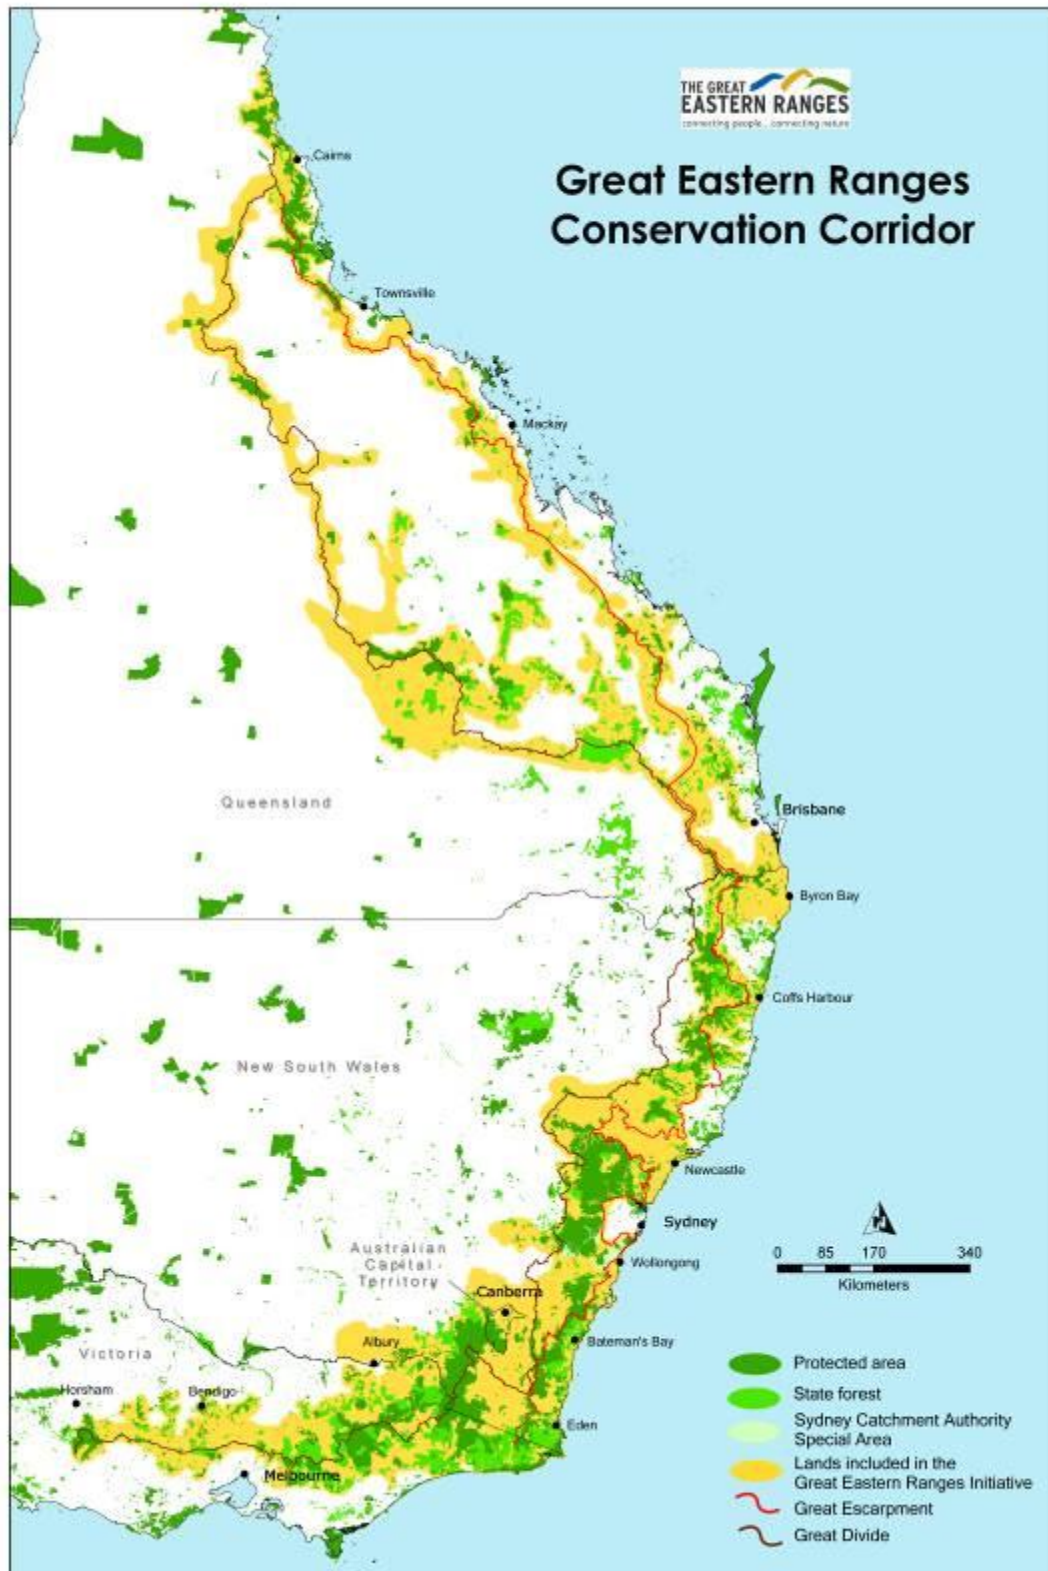 THE GREAT
EASTERN RANGES
connecting people... connecting nature
Great Eastern Ranges
Conservation Corridor
Cairns
Townsville
Mackay
Queensland
Brisbane
Byron Bay
Coffs Harbour
New South Wales
Newcastle
Sydney
Australian
Capital
Territory
Wollongong
Canberra
Bateman's Bay
Albury
Victoria
Horsham
Bendigo
Eden
Melbourne
0 85 170 340
Kilometers
Protected area
State forest
Sydney Catchment Authority
Special Area
Lands included in the
Great Eastern Ranges Initiative
Great Escarpment
Great Divide